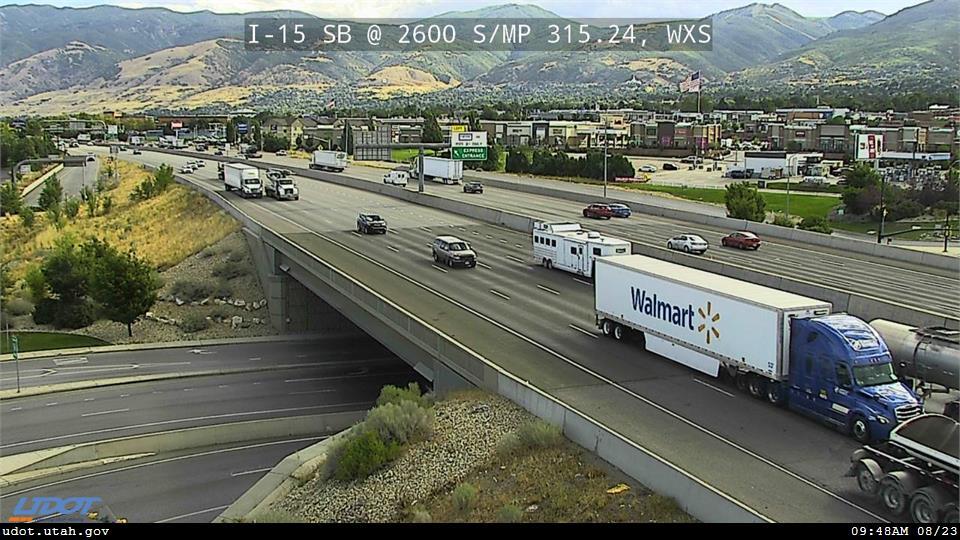 I-15 SB @ 2600 S/MP 315.24, WXS
EXPRESS
ENTRANCE
Walmart
UDOT
udot.utah.gov
09:48AM 08/23